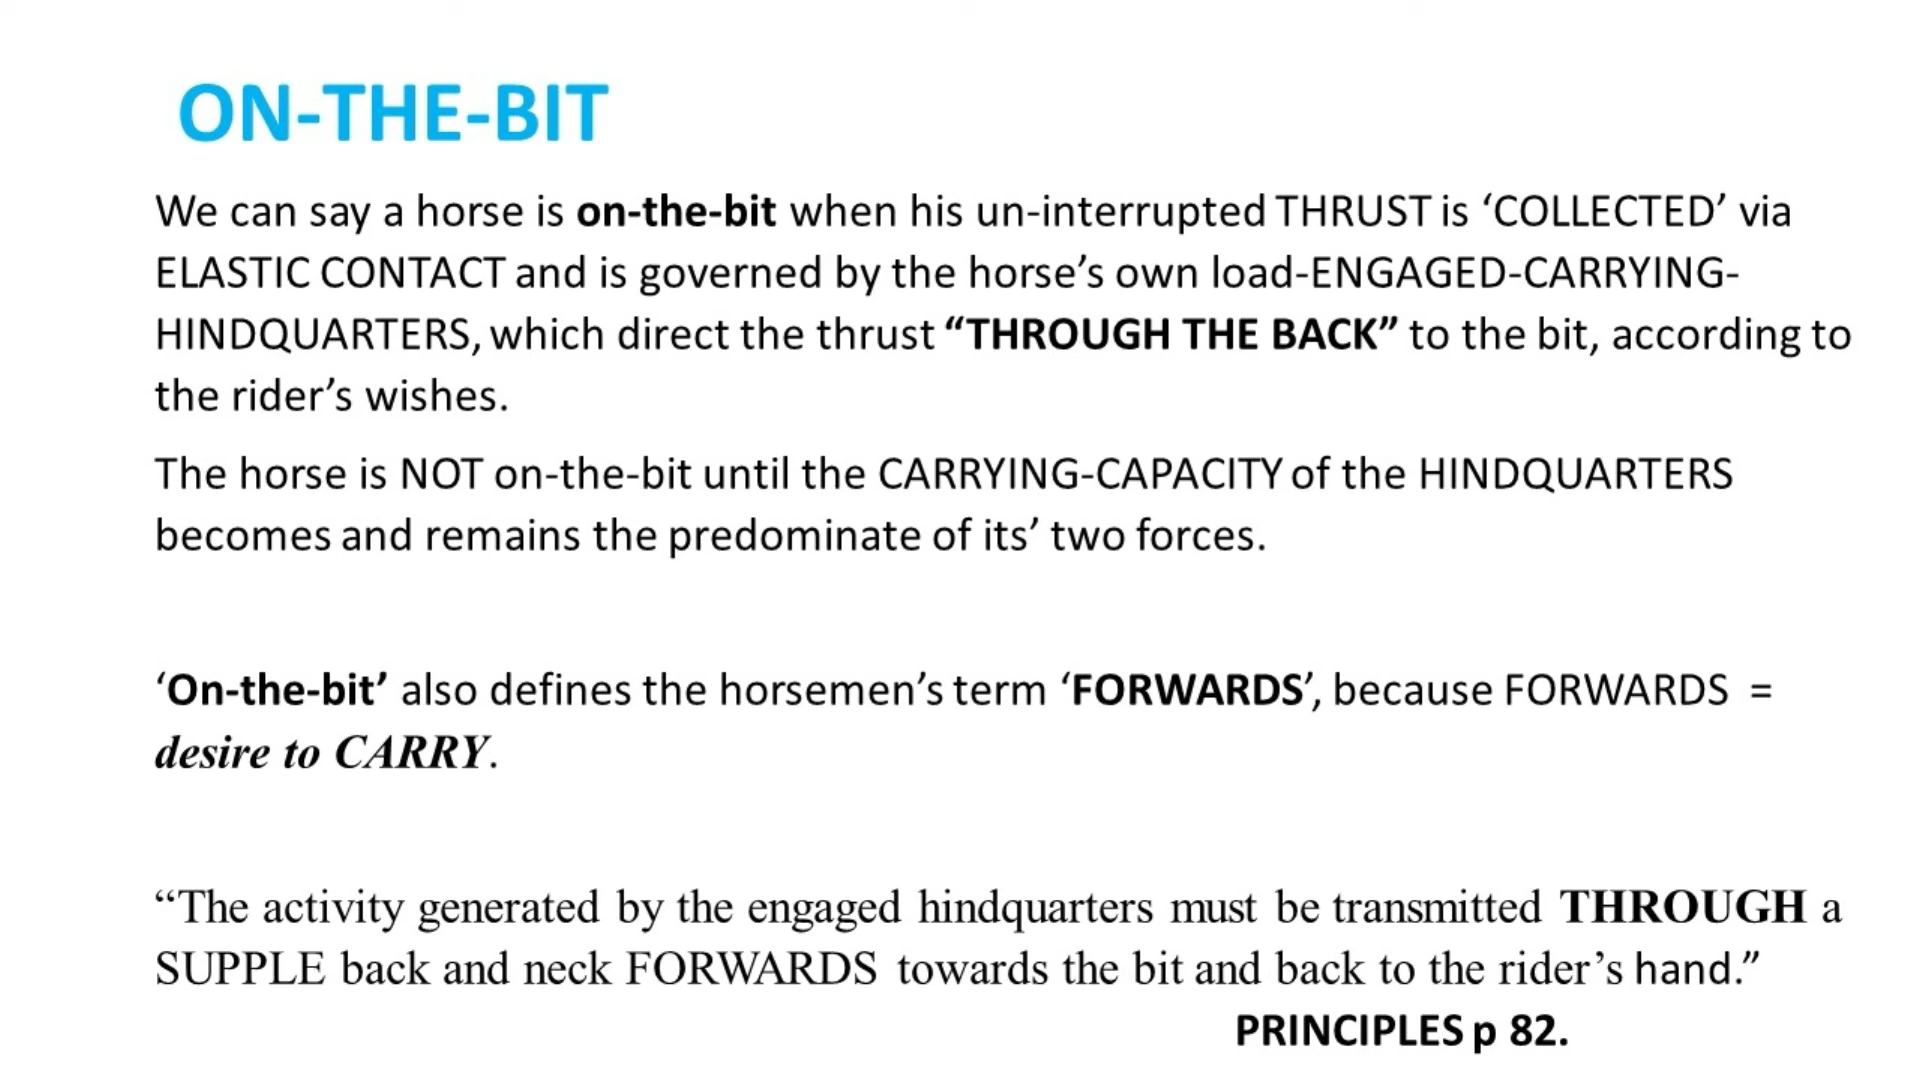 ON-THE-BIT
We can say a horse is on-the-bit when his un-interrupted THRUST is ‘COLLECTED’ via
ELASTIC CONTACT and is governed by the horse’s own load-ENGAGED-CARRYING-
HINDQUARTERS, which direct the thrust “THROUGH THE BACK” to the bit, according to
the rider’s wishes.
The horse is NOT on-the-bit until the CARRYING-CAPACITY of the HINDQUARTERS
becomes and remains the predominate of its’ two forces.
‘On-the-bit’ also defines the horsemen’s term ‘FORWARDS’, because FORWARDS =
desire to CARRY.
“The activity generated by the engaged hindquarters must be transmitted THROUGH a
SUPPLE back and neck FORWARDS towards the bit and back to the rider’s hand.”
PRINCIPLES p 82.